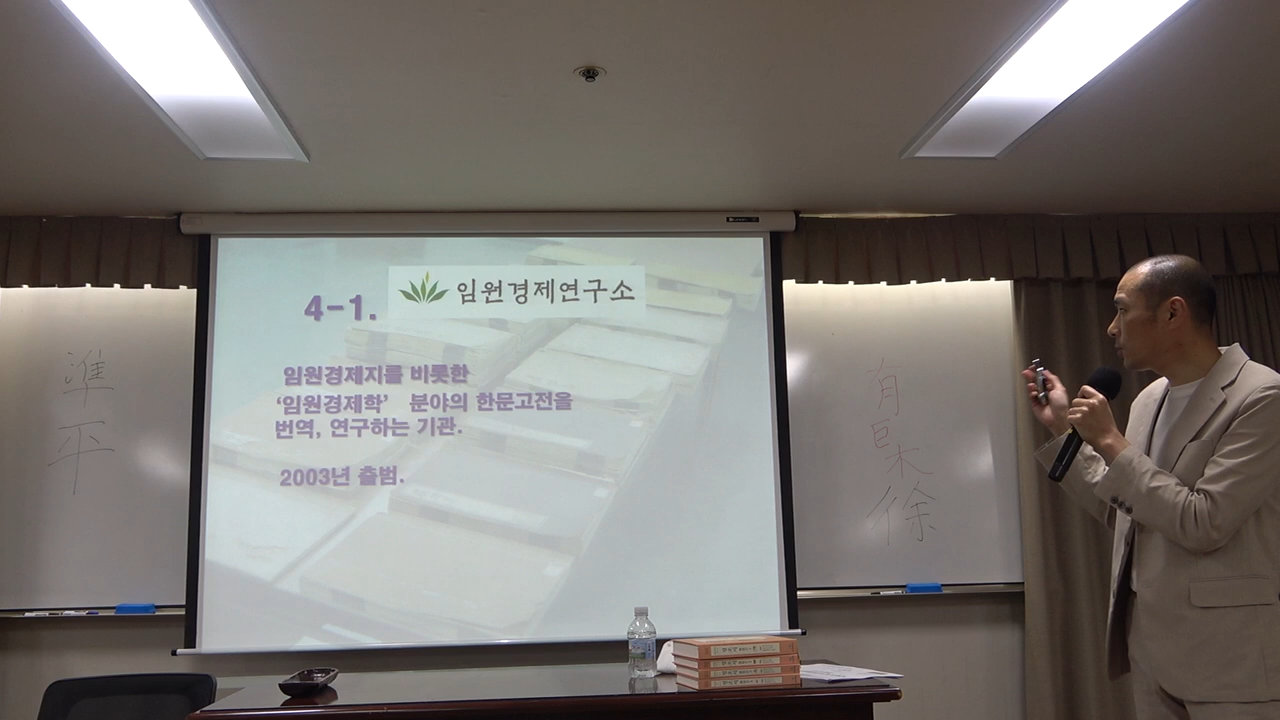 4-1.
임원경제연구소
임원경제지를 비롯한
‘임원경제학’ 분야의 한문고전을
번역, 연구하는 기관.
2003년 출범.
準
平
有
榘
徐